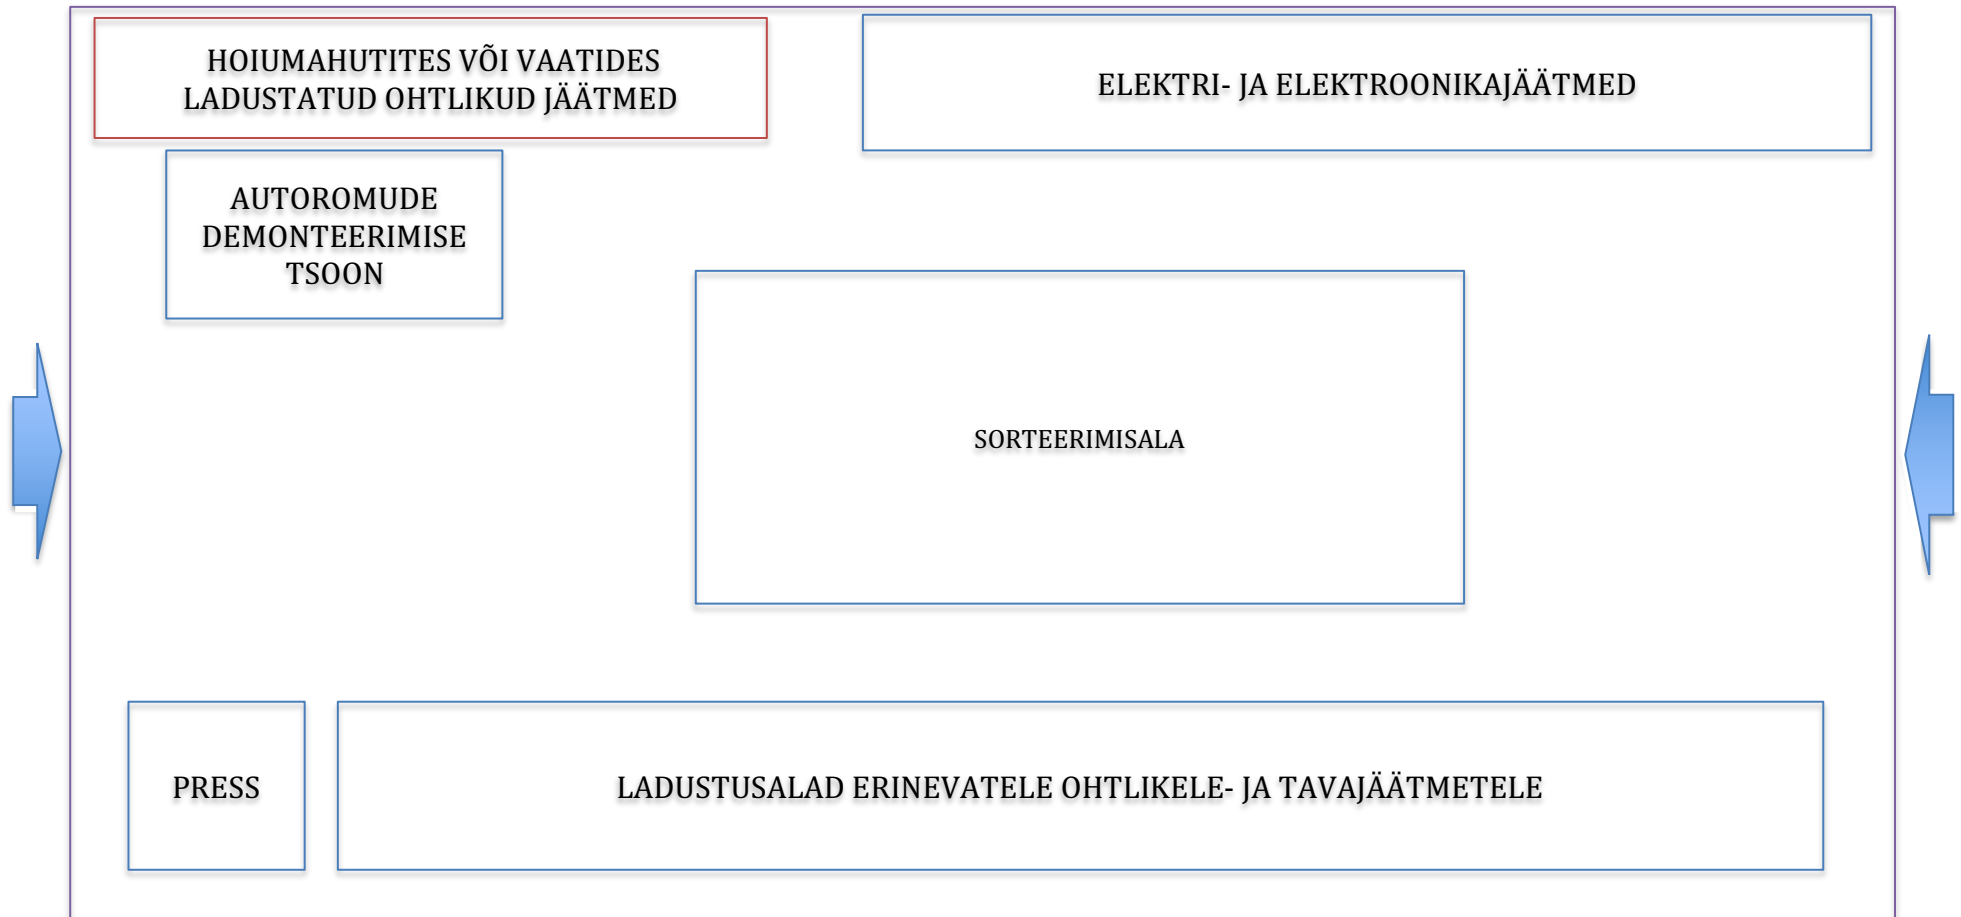 HOIUMAHUTITES VÕI VAATIDES
LADUSTATUD OHTLIKUD JÄÄTMED
ELEKTRI- JA ELEKTROONIKAJÄÄTMED
AUTOROMUDE
DEMONTEERIMISE
TSOON
SORTEERIMISALA
PRESS
LADUSTUSALAD ERINEVATELE OHTLIKELE- JA TAVAJÄÄTMETELE